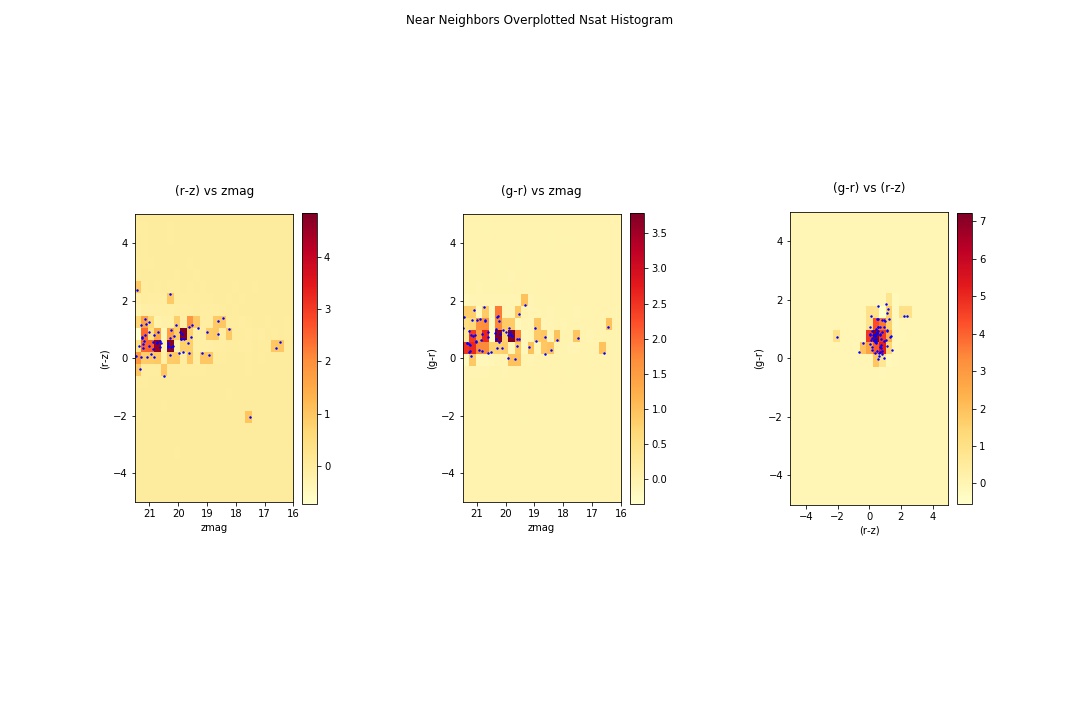 Near Neighbors Overplotted Nsat Histogram
(r-z) vs zmag
4
2
0
−2
−4
(r-z)
21 20 19 18 17 16
zmag
4
3
2
1
0
(g-r) vs zmag
4
2
0
−2
−4
(g-r)
21 20 19 18 17 16
zmag
3.5
3.0
2.5
2.0
1.5
1.0
0.5
0.0
(g-r) vs (r-z)
4
2
0
−2
−4
(g-r)
−4 −2 0 2 4
(r-z)
7
6
5
4
3
2
1
0